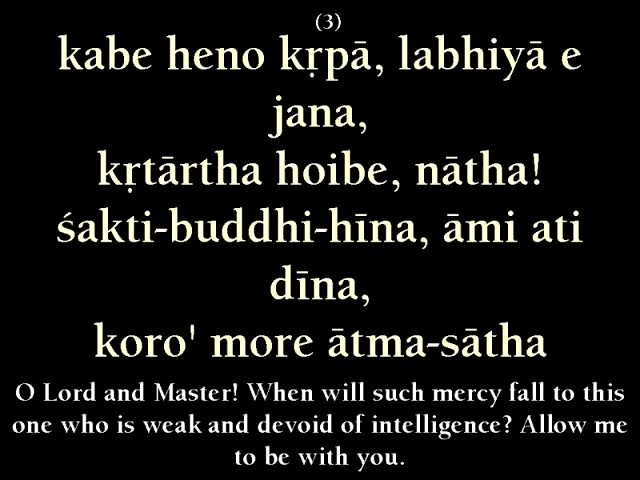 (3)
kabe heno kṛpā, labhiyā e
jana,
kṛtārtha hoibe, nātha!
śakti-buddhi-hīna, āmi ati
dīna,
koro' more ātma-sātha
O Lord and Master! When will such mercy fall to this
one who is weak and devoid of intelligence? Allow me
to be with you.